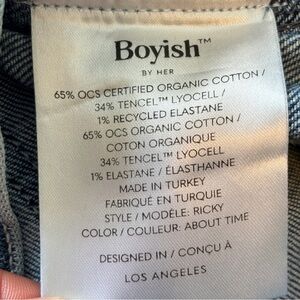 Boyish™
BY HER
65% OCS CERTIFIED ORGANIC COTTON /
34% TENCEL™ LYOCELL /
1% RECYCLED ELASTANE
65% OCS ORGANIC COTTON /
COTON ORGANIQUE
34% TENCEL™ LYOCELL
1% ELASTANE / ÉLASTHANNE
MADE IN TURKEY
FABRIQUÉ EN TURQUIE
STYLE / MODÈLE: RICKY
COLOR / COULEUR: ABOUT TIME
DESIGNED IN / CONÇU À
LOS ANGELES